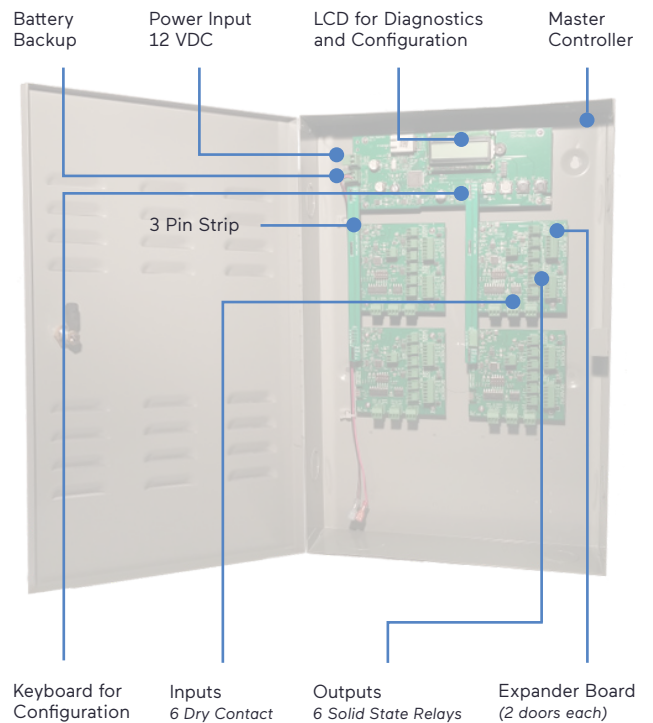 Battery
Backup
Power Input
12 VDC
LCD for Diagnostics
and Configuration
Master
Controller
3 Pin Strip
Keyboard for
Configuration
Inputs
6 Dry Contact
Outputs
6 Solid State Relays
Expander Board
(2 doors each)